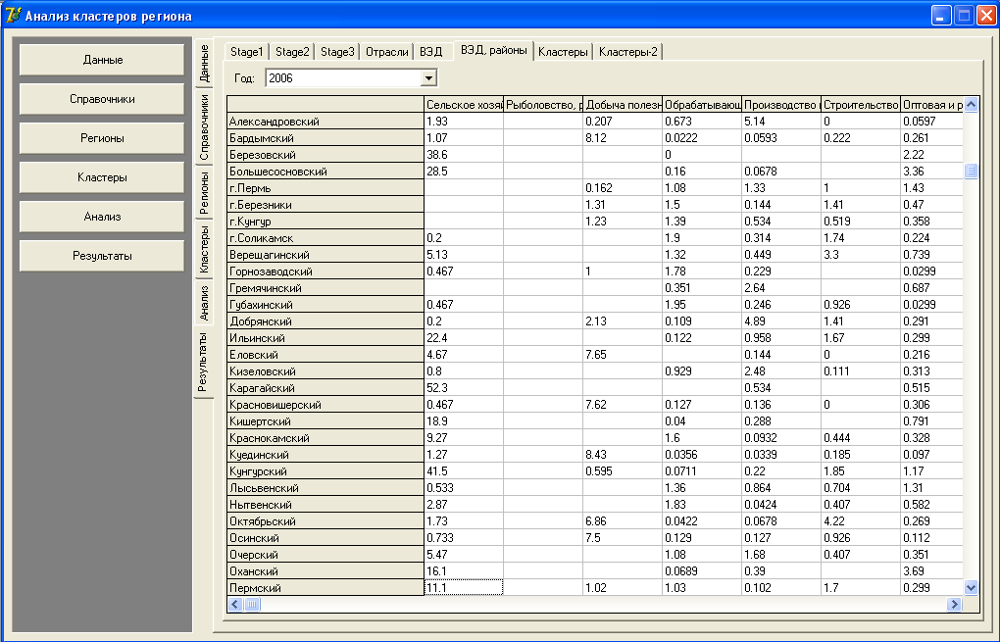 Анализ кластеров региона
Данные
Справочники
Регионы
Кластеры
Анализ
Результаты
Данные
Справочники
Регионы
Кластеры
Анализ
Результаты
Stage1 Stage2 Stage3 Отрасли ВЭД ВЭД, районы Кластеры Кластеры-2
Год: 2006
Сельское хозяй Рыболовство, р Добыча полезн Обрабатывающ Производство Строительство Оптовая и р
Александровский 1.93 0.207 0.673 5.14 0 0.0597
Бардымский 1.07 8.12 0.0222 0.0593 0.222 0.261
Березовский 38.6 0 2.22
Большесосновский 28.5 0.16 0.0678 3.36
г.Пермь 0.162 1.08 1.33 1 1.43
г.Березники 1.31 1.5 0.144 1.41 0.47
г.Кунгур 1.23 1.39 0.534 0.519 0.358
г.Соликамск 0.2 1.9 0.314 1.74 0.224
Верещагинский 5.13 1.32 0.449 3.3 0.739
Горнозаводский 0.467 1 1.78 0.229 0.0299
Гремячинский 0.351 2.64 0.687
Губахинский 0.467 1.95 0.246 0.926 0.0299
Добрянский 0.2 2.13 0.109 4.89 1.41 0.291
Ильинский 22.4 0.122 0.958 1.67 0.299
Еловский 4.67 7.65 0.144 0 0.216
Кизеловский 0.8 0.929 2.48 0.111 0.313
Карагайский 52.3 0.534 0.515
Красновишерский 0.467 7.62 0.127 0.136 0 0.306
Кишертский 18.9 0.04 0.288 0.791
Краснокамский 9.27 1.6 0.0932 0.444 0.328
Куединский 1.27 8.43 0.0356 0.0339 0.185 0.097
Кунгурский 41.5 0.595 0.0711 0.22 1.85 1.17
Лысьвенский 0.533 1.36 0.864 0.704 1.31
Нытвенский 2.87 1.83 0.0424 0.407 0.582
Октябрьский 1.73 6.86 0.0422 0.0678 4.22 0.269
Осинский 0.733 7.5 0.129 0.127 0.926 0.112
Очерский 5.47 1.08 1.68 0.407 0.351
Оханский 16.1 0.0689 0.39 3.69
Пермский 11.1 1.02 1.03 0.102 1.7 0.299